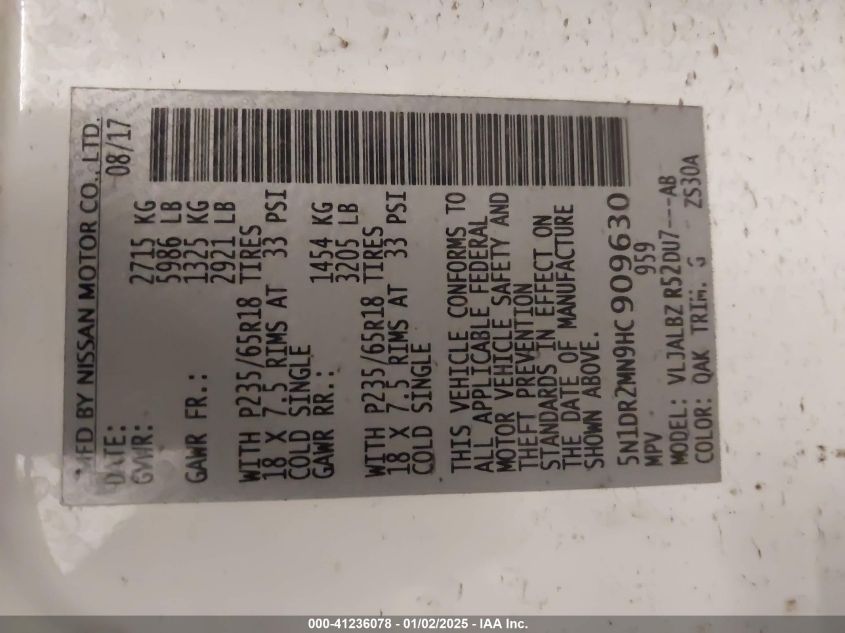 MFD BY NISSAN MOTOR CO., LTD.
DATE: 08/17
GVWR: 2715 KG
5986 LB
GAWR FR.: 1325 KG
2921 LB
WITH P235/65R18 TIRES
18 X 7.5 RIMS AT 33 PSI
COLD SINGLE
GAWR RR.: 1454 KG
3205 LB
WITH P235/65R18 TIRES
18 X 7.5 RIMS AT 33 PSI
COLD SINGLE
THIS VEHICLE CONFORMS TO
ALL APPLICABLE FEDERAL
MOTOR VEHICLE SAFETY AND
THEFT PREVENTION
STANDARDS IN EFFECT ON
THE DATE OF MANUFACTURE
SHOWN ABOVE.
5N1DR2MN9HC909630
MPV 959
MODEL: VLJALBZ R52DU7---AB
COLOR: QAK TRIM: G ZS30A
000-41236078 - 01/02/2025 - IAA Inc.